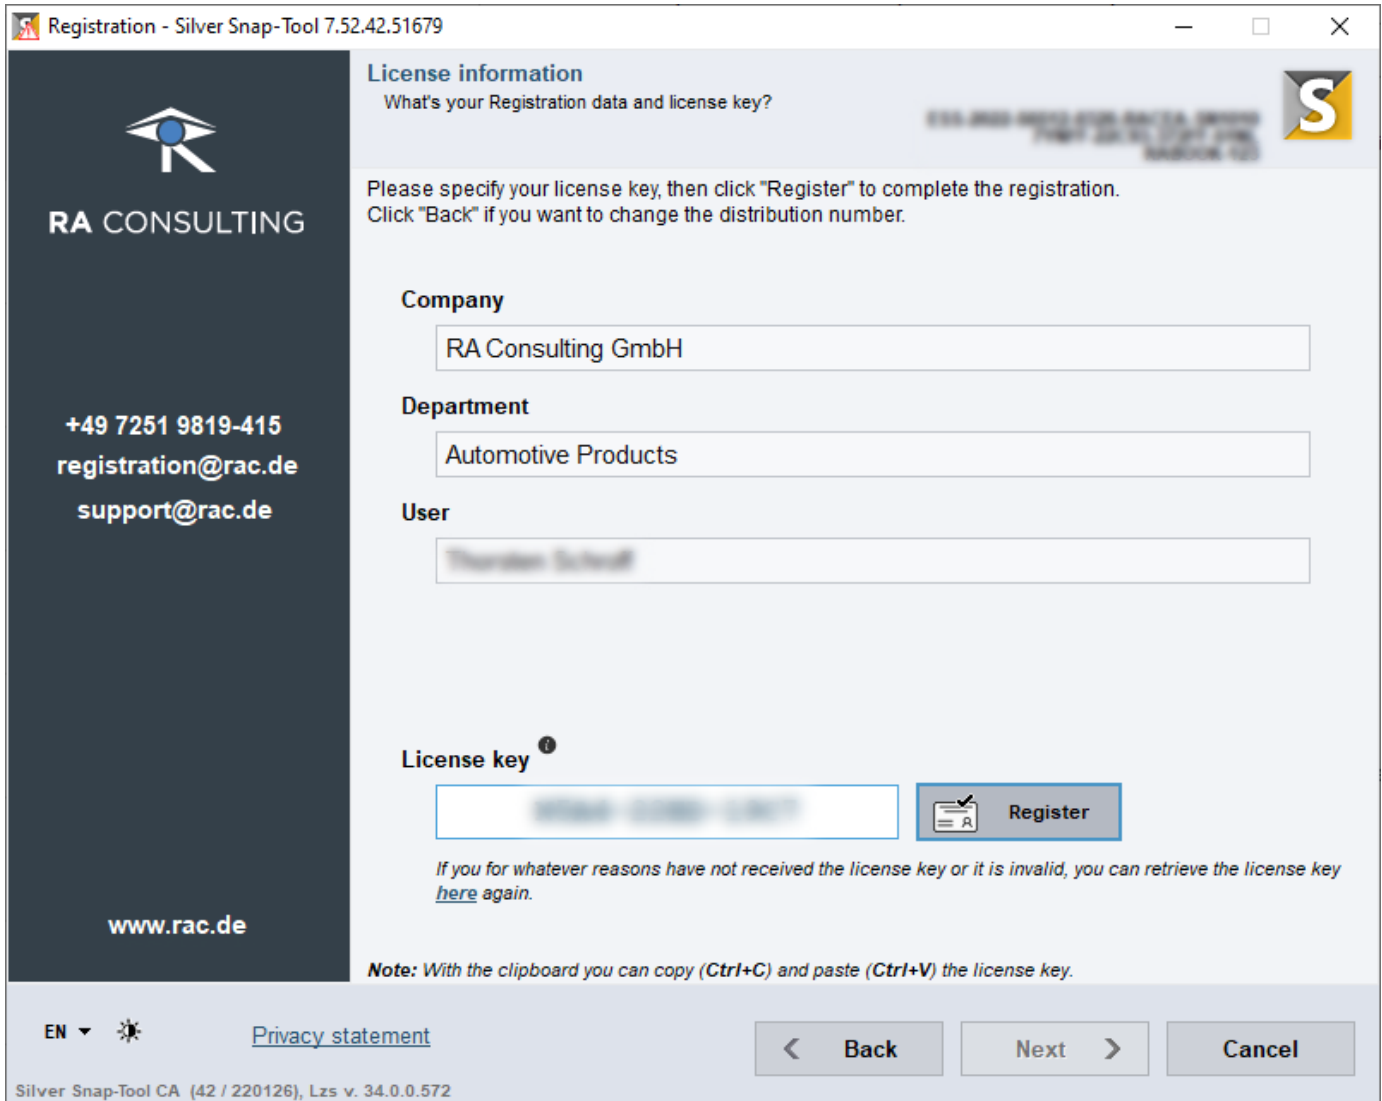 Registration - Silver Snap-Tool 7.52.42.51679
License information
What's your Registration data and license key?
S
RA CONSULTING
Please specify your license key, then click "Register" to complete the registration.
Click "Back" if you want to change the distribution number.
Company
RA Consulting GmbH
Department
Automotive Products
User
+49 7251 9819-415
registration@rac.de
support@rac.de
License key
Register
If you for whatever reasons have not received the license key or it is invalid, you can retrieve the license key
here again.
www.rac.de
Note: With the clipboard you can copy (Ctrl+C) and paste (Ctrl+V) the license key.
EN
Privacy statement
Back
Next
Cancel
Silver Snap-Tool CA (42 / 220126), Lzs v. 34.0.0.572